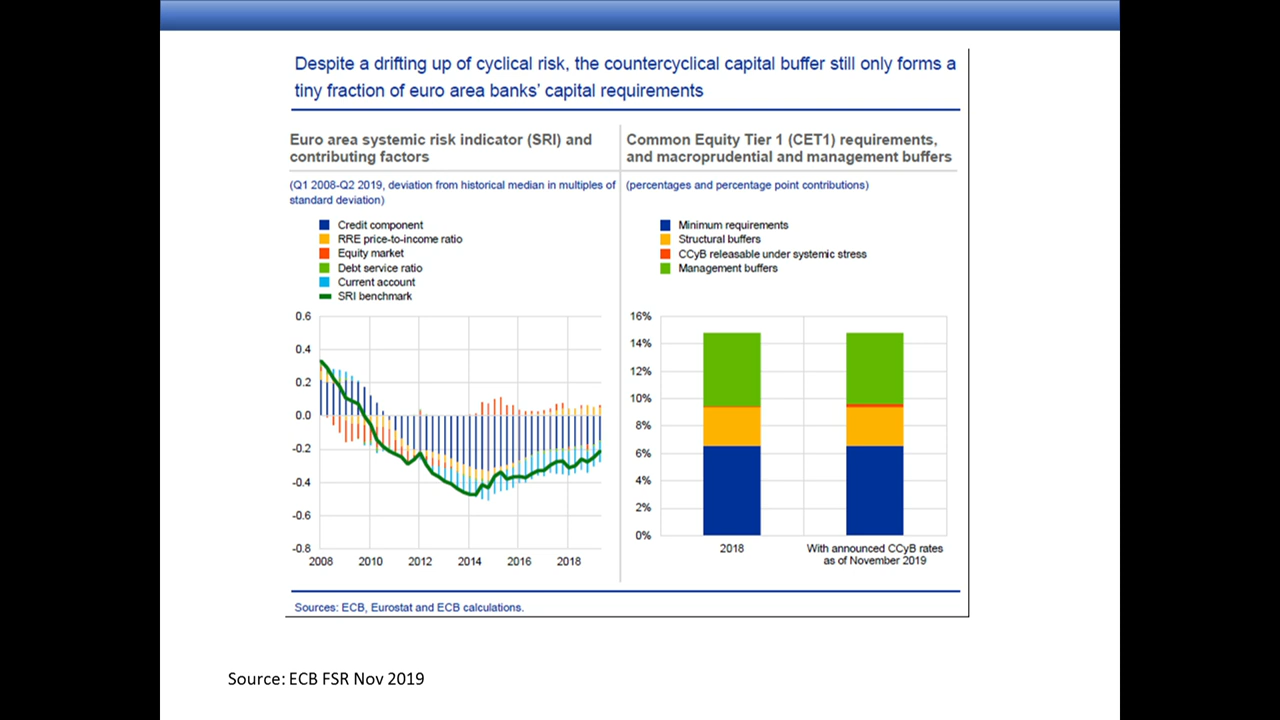 Despite a drifting up of cyclical risk, the countercyclical capital buffer still only forms a
tiny fraction of euro area banks' capital requirements
Euro area systemic risk indicator (SRI) and
contributing factors
(Q1 2008-Q2 2019, deviation from historical median in multiples of
standard deviation)
Credit component
RRE price-to-income ratio
Equity market
Debt service ratio
Current account
SRI benchmark
0.6
0.4
0.2
0.0
-0.2
-0.4
-0.6
-0.8
2008 2010 2012 2014 2016 2018
Common Equity Tier 1 (CET1) requirements,
and macroprudential and management buffers
(percentages and percentage point contributions)
Minimum requirements
Structural buffers
CCyB releasable under systemic stress
Management buffers
16%
14%
12%
10%
8%
6%
4%
2%
0%
2018
With announced CCyB rates
as of November 2019
Sources: ECB, Eurostat and ECB calculations.
Source: ECB FSR Nov 2019